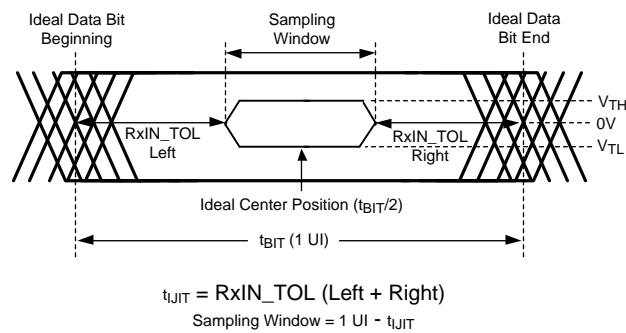 Ideal Data Bit
Beginning
Sampling
Window
Ideal Data
Bit End
V_TH
0V
V_TL
RxIN_TOL
Left
RxIN_TOL
Right
Ideal Center Position (t_BIT/2)
t_BIT (1 UI)
t_IJIT = RxIN_TOL (Left + Right)
Sampling Window = 1 UI - t_IJIT